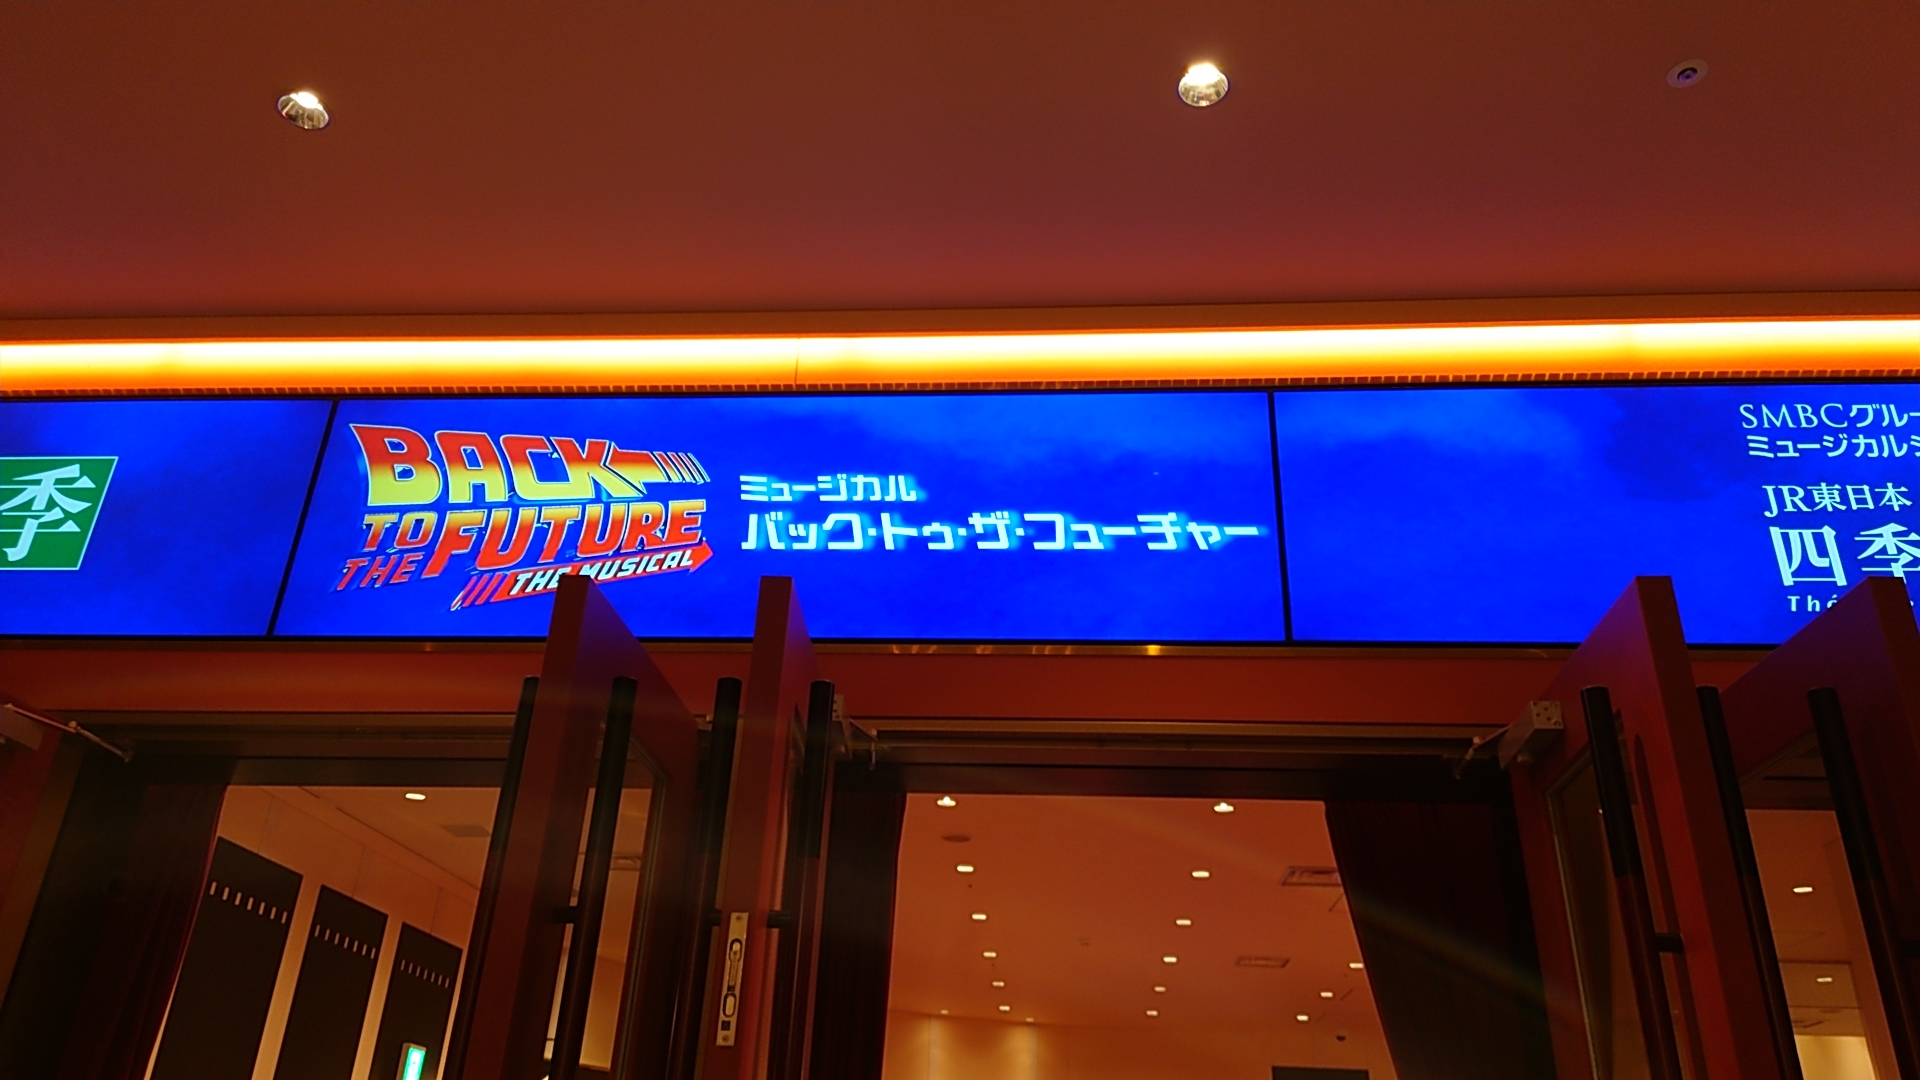 季
BACK
TO
THE FUTURE
THE MUSICAL
ミュージカル
バック・トゥ・ザ・フューチャー
SMBCグルー
ミュージカル
JR東日本
四季
Thé